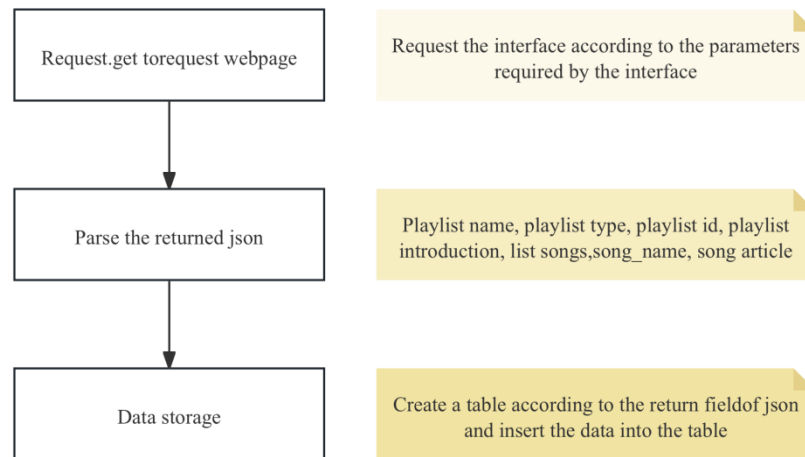 Request.get torequest webpage
Request the interface according to the parameters
required by the interface
Parse the returned json
Playlist name, playlist type, playlist id, playlist
introduction, list songs,song_name, song article
Data storage
Create a table according to the return fieldof json
and insert the data into the table